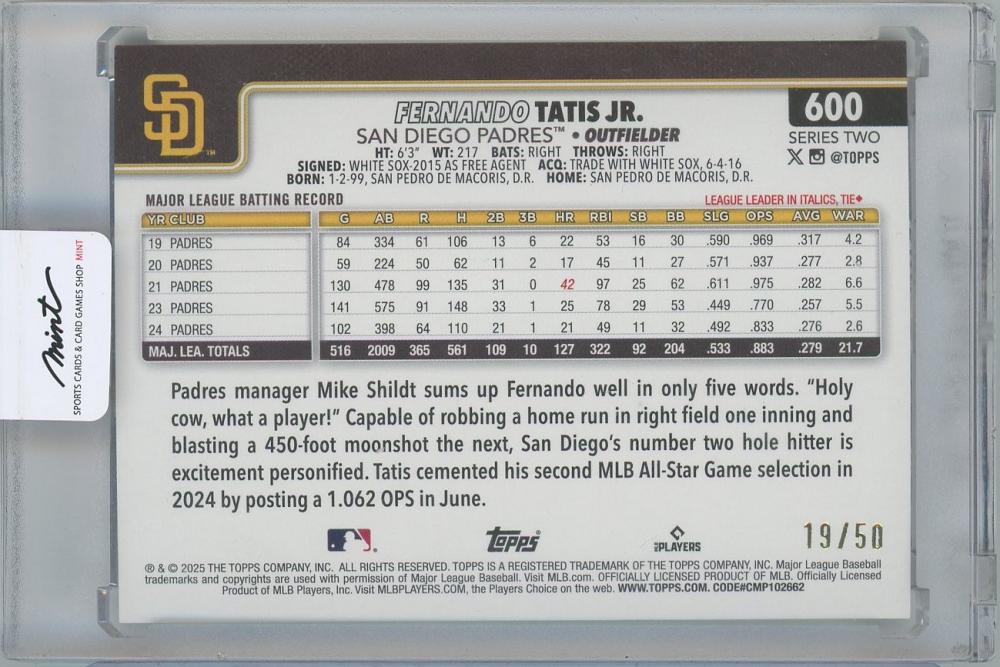 SD™
FERNANDO TATIS JR.
SAN DIEGO PADRES™ • OUTFIELDER
HT: 6'3" WT: 217 BATS: RIGHT THROWS: RIGHT
SIGNED: WHITE SOX-2015 AS FREE AGENT ACQ: TRADE WITH WHITE SOX, 6-4-16
BORN: 1-2-99, SAN PEDRO DE MACORIS, D.R. HOME: SAN PEDRO DE MACORIS, D.R.
600
SERIES TWO
@TOPPS
MAJOR LEAGUE BATTING RECORD
LEAGUE LEADER IN ITALICS, TIE♦
YR CLUB G AB R H 2B 3B HR RBI SB BB SLG OPS AVG WAR
19 PADRES 84 334 61 106 13 6 22 53 16 30 .590 .969 .317 4.2
20 PADRES 59 224 50 62 11 2 17 45 11 27 .571 .937 .277 2.8
21 PADRES 130 478 99 135 31 0 42 97 25 62 .611 .975 .282 6.6
23 PADRES 141 575 91 148 33 1 25 78 29 53 .449 .770 .257 5.5
24 PADRES 102 398 64 110 21 1 21 49 11 32 .492 .833 .276 2.6
MAJ. LEA. TOTALS 516 2009 365 561 109 10 127 322 92 204 .533 .883 .279 21.7
Padres manager Mike Shildt sums up Fernando well in only five words. "Holy
cow, what a player!" Capable of robbing a home run in right field one inning and
blasting a 450-foot moonshot the next, San Diego's number two hole hitter is
excitement personified. Tatis cemented his second MLB All-Star Game selection in
2024 by posting a 1.062 OPS in June.
topps
MLB PLAYERS
19/50
® & © 2025 THE TOPPS COMPANY, INC. ALL RIGHTS RESERVED. TOPPS IS A REGISTERED TRADEMARK OF THE TOPPS COMPANY, INC. Major League Baseball
trademarks and copyrights are used with permission of Major League Baseball. Visit MLB.com. OFFICIALLY LICENSED PRODUCT OF MLB. Officially Licensed
Product of MLB Players, Inc. Visit MLBPLAYERS.COM, the Players Choice on the web. WWW.TOPPS.COM. CODE#CMP102662
mint
SPORTS CARDS & CARD GAMES SHOP MINT